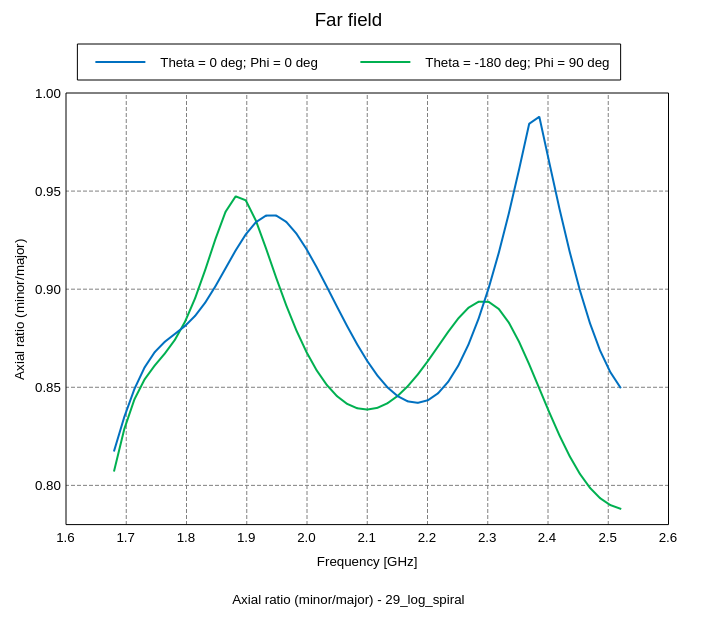 Far field
Theta = 0 deg; Phi = 0 deg
Theta = -180 deg; Phi = 90 deg
Axial ratio (minor/major)
1.00
0.95
0.90
0.85
0.80
1.6 1.7 1.8 1.9 2.0 2.1 2.2 2.3 2.4 2.5 2.6
Frequency [GHz]
Axial ratio (minor/major) - 29_log_spiral